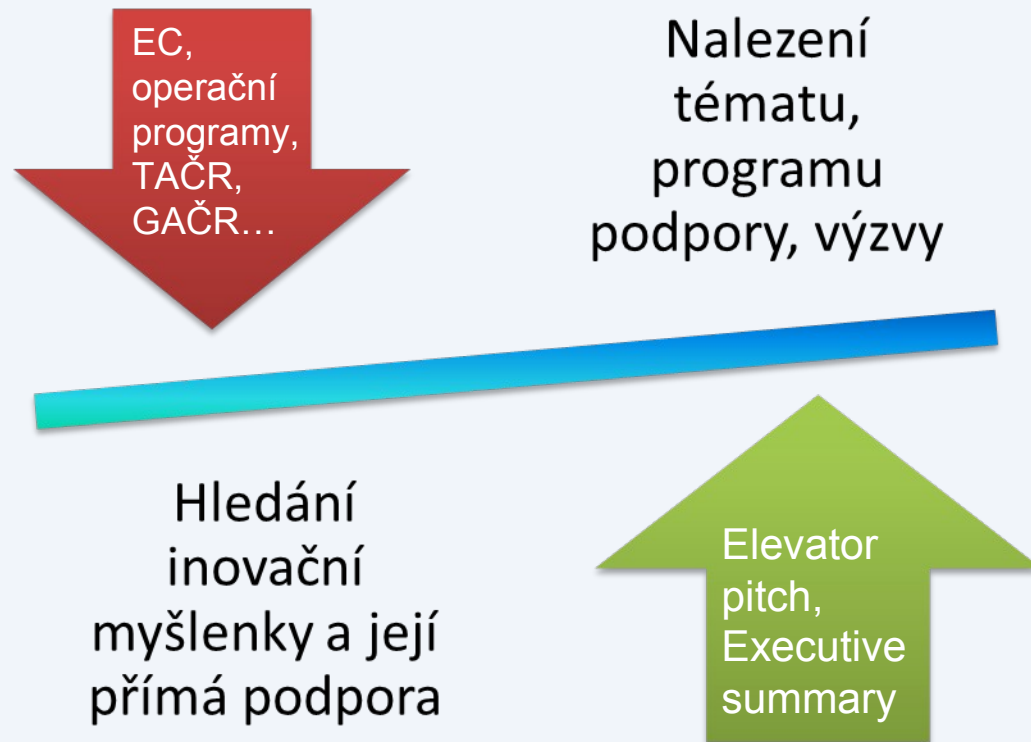 EC,
operační
programy,
TAČR,
GAČR…
Nalezení
tématu,
programu
podpory, výzvy
Hledání
inovační
myšlenky a její
přímá podpora
Elevator
pitch,
Executive
summary